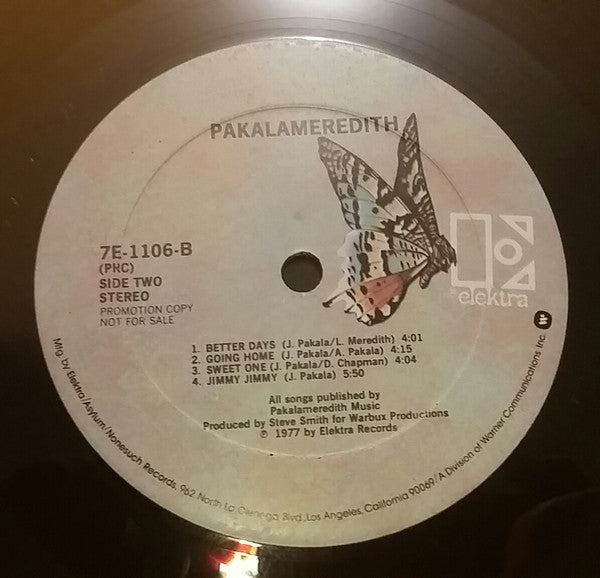 PAKALAMEREDITH
7E-1106-B
(PRC)
SIDE TWO
STEREO
PROMOTION COPY
NOT FOR SALE
elektra
1. BETTER DAYS (J. Pakala/L. Meredith) 4:01
2. GOING HOME (J. Pakala/A. Pakala) 4:15
3. SWEET ONE (J. Pakala/D. Chapman) 4:04
4. JIMMY JIMMY (J. Pakala) 5:50
All songs published by
Pakalameredith Music
Produced by Steve Smith for Warbux Productions
℗ 1977 by Elektra Records
Mfg. by Elektra/Asylum/Nonesuch Records, 962 North La Cienega Blvd., Los Angeles, California 90069/A Division of Warner Communications Inc.